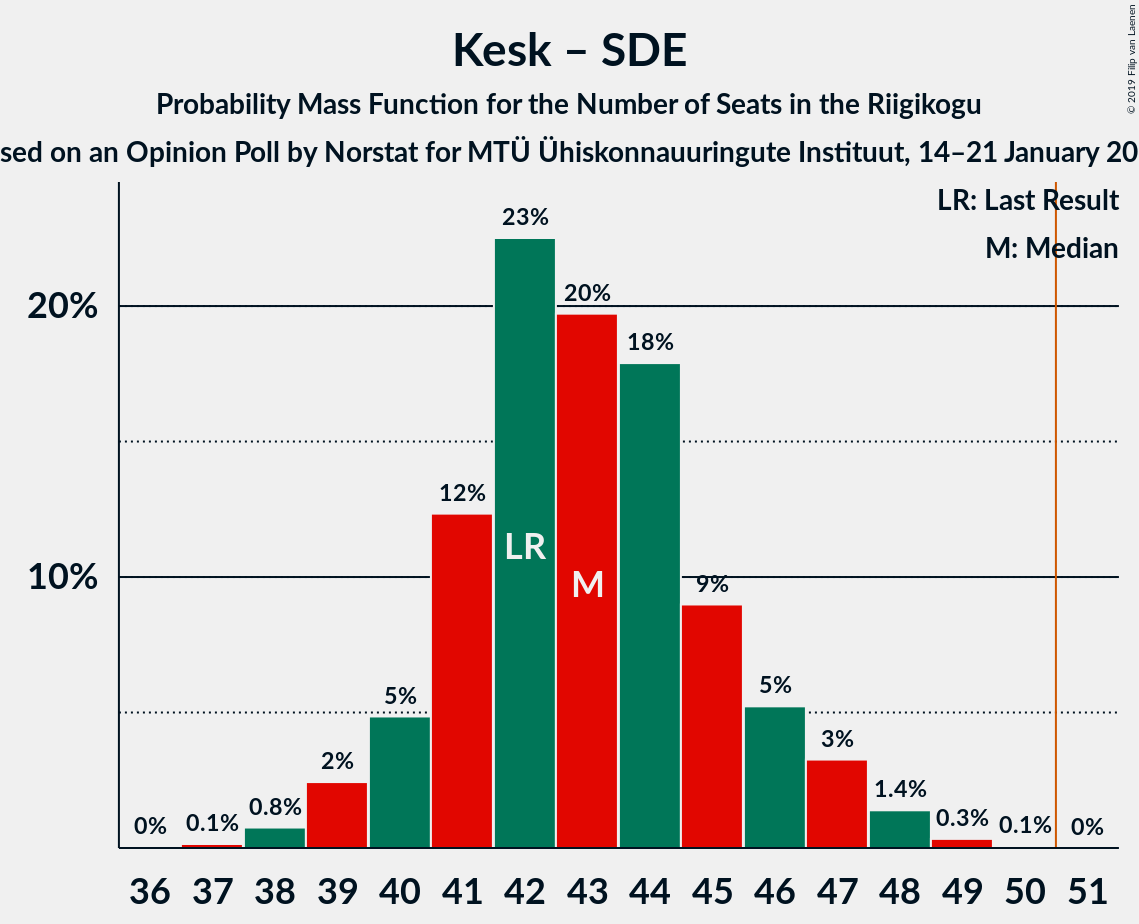 Kesk – SDE
Probability Mass Function for the Number of Seats in the Riigikogu
sed on an Opinion Poll by Norstat for MTÜ Ühiskonnauuringute Instituut, 14–21 January 20
© 2019 Filip van Laenen
LR: Last Result
M: Median
23%
20%
20%
18%
12%
LR
M
10%
9%
5%
5%
3%
2%
1.4%
0.8%
0.3%
0%
0.1%
0.1%
0%
36 37 38 39 40 41 42 43 44 45 46 47 48 49 50 51